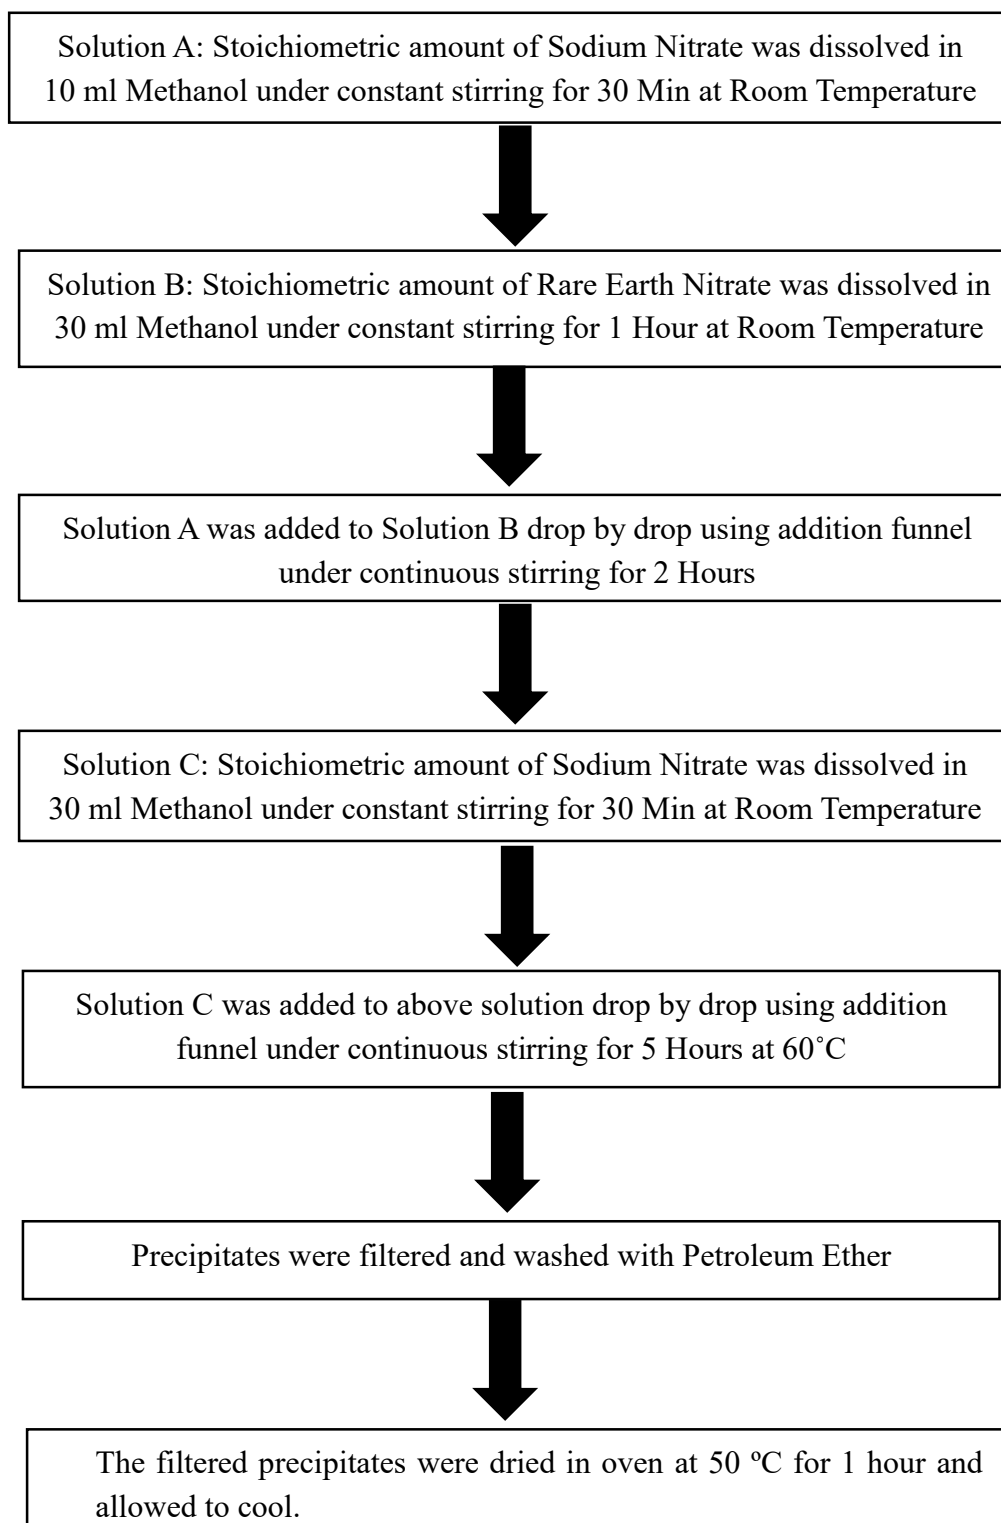 Solution A: Stoichiometric amount of Sodium Nitrate was dissolved in
10 ml Methanol under constant stirring for 30 Min at Room Temperature
Solution B: Stoichiometric amount of Rare Earth Nitrate was dissolved in
30 ml Methanol under constant stirring for 1 Hour at Room Temperature
Solution A was added to Solution B drop by drop using addition funnel
under continuous stirring for 2 Hours
Solution C: Stoichiometric amount of Sodium Nitrate was dissolved in
30 ml Methanol under constant stirring for 30 Min at Room Temperature
Solution C was added to above solution drop by drop using addition
funnel under continuous stirring for 5 Hours at 60˚C
Precipitates were filtered and washed with Petroleum Ether
The filtered precipitates were dried in oven at 50 ºC for 1 hour and
allowed to cool.